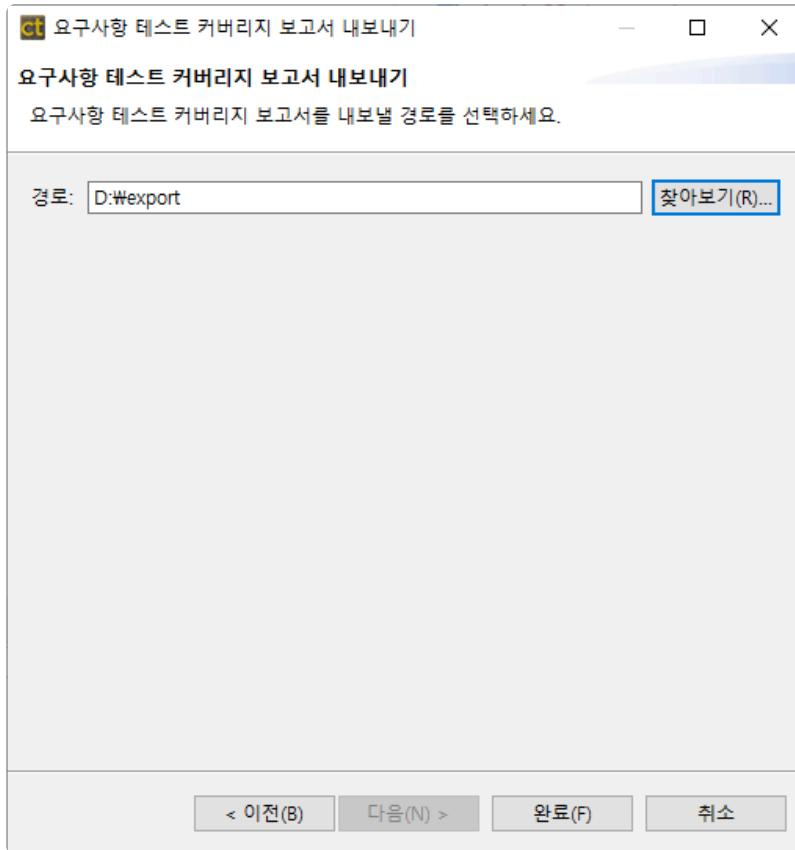 ct 요구사항 테스트 커버리지 보고서 내보내기
요구사항 테스트 커버리지 보고서 내보내기
요구사항 테스트 커버리지 보고서를 내보낼 경로를 선택하세요.
경로: D:₩export 찾아보기(R)...
< 이전(B) 다음(N) > 완료(F) 취소